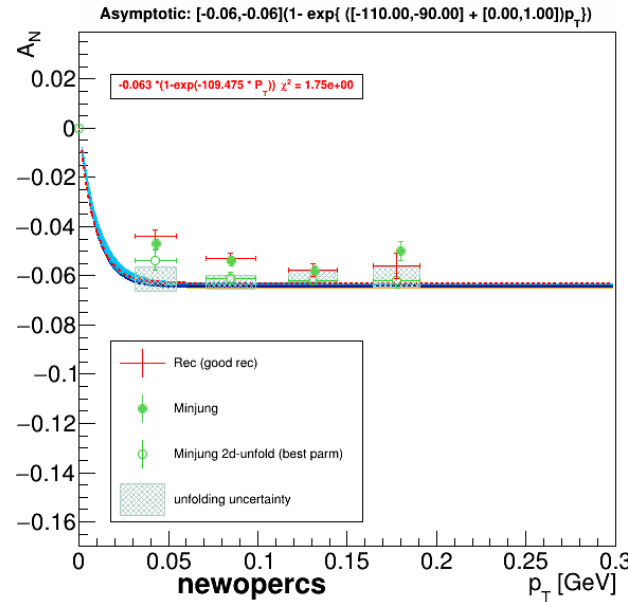 Asymptotic: [-0.06,-0.06](1- exp{ ([-110.00,-90.00] + [0.00,1.00])p_T})
A_N
0.02
0
−0.02
−0.04
−0.06
−0.08
−0.1
−0.12
−0.14
−0.16
-0.063 *(1-exp(-109.475 * P_T)) χ² = 1.75e+00
Rec (good rec)
Minjung
Minjung 2d-unfold (best parm)
unfolding uncertainty
0 0.05 0.1 0.15 0.2 0.25 0.3
newopercs
p_T [GeV]